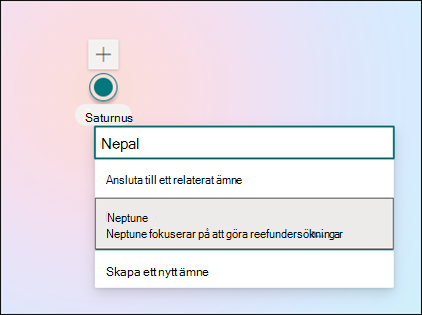 Saturnus
Nepal
Ansluta till ett relaterat ämne
Neptune
Neptune fokuserar på att göra reefundersökningar
Skapa ett nytt ämne